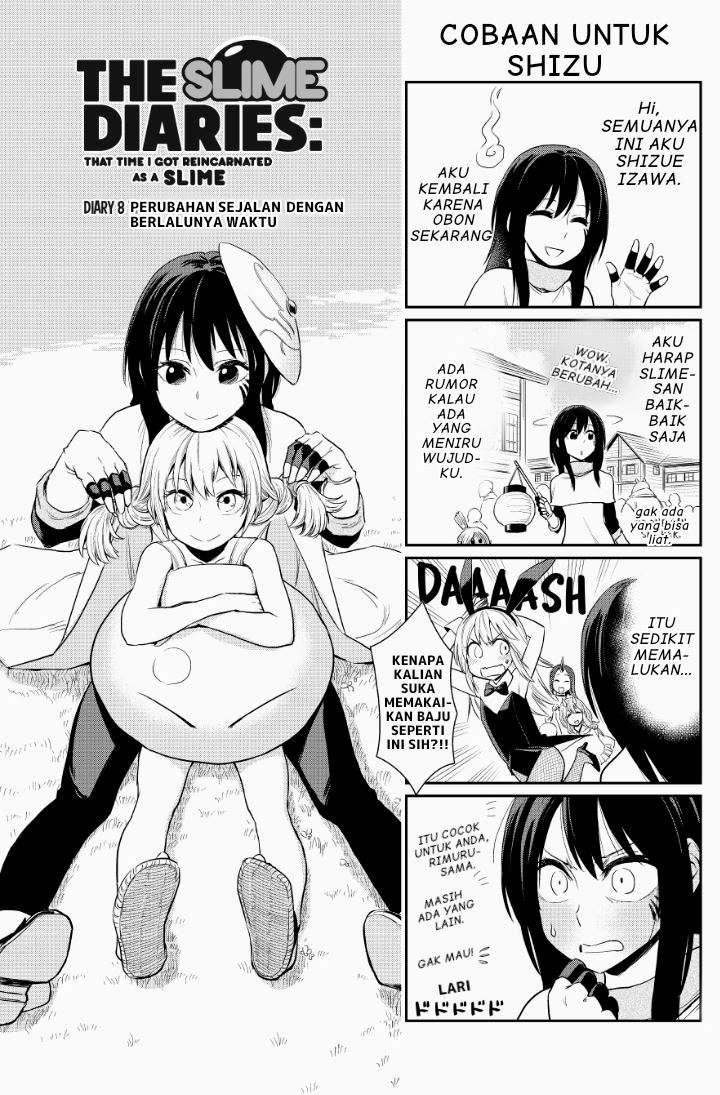 THE SLIME
DIARIES:
THAT TIME I GOT REINCARNATED
AS A SLIME
DIARY 8 PERUBAHAN SEJALAN DENGAN
BERLALUNYA WAKTU
COBAAN UNTUK
SHIZU
HI,
SEMUANYA
INI AKU
SHIZUE
IZAWA.
AKU
KEMBALI
KARENA
OBON
SEKARANG
AKU
HARAP
SLIME-
SAN
BAIK-
BAIK
SAJA
WOW.
KOTANYA
BERUBAH...
ADA
RUMOR
KALAU
ADA
YANG
MENIRU
WUJUD-
KU.
gak ada
yang bisa
liat.
DAAAASH
ITU
SEDIKIT
MEMA-
LUKAN...
KENAPA
KALIAN
SUKA
MEMAKAI-
KAN BAJU
SEPERTI
INI SIH?!!
ITU COCOK
UNTUK ANDA,
RIMURU-
SAMA.
MASIH
ADA YANG
LAIN.
GAK MAU!
LARI
ドドドドド